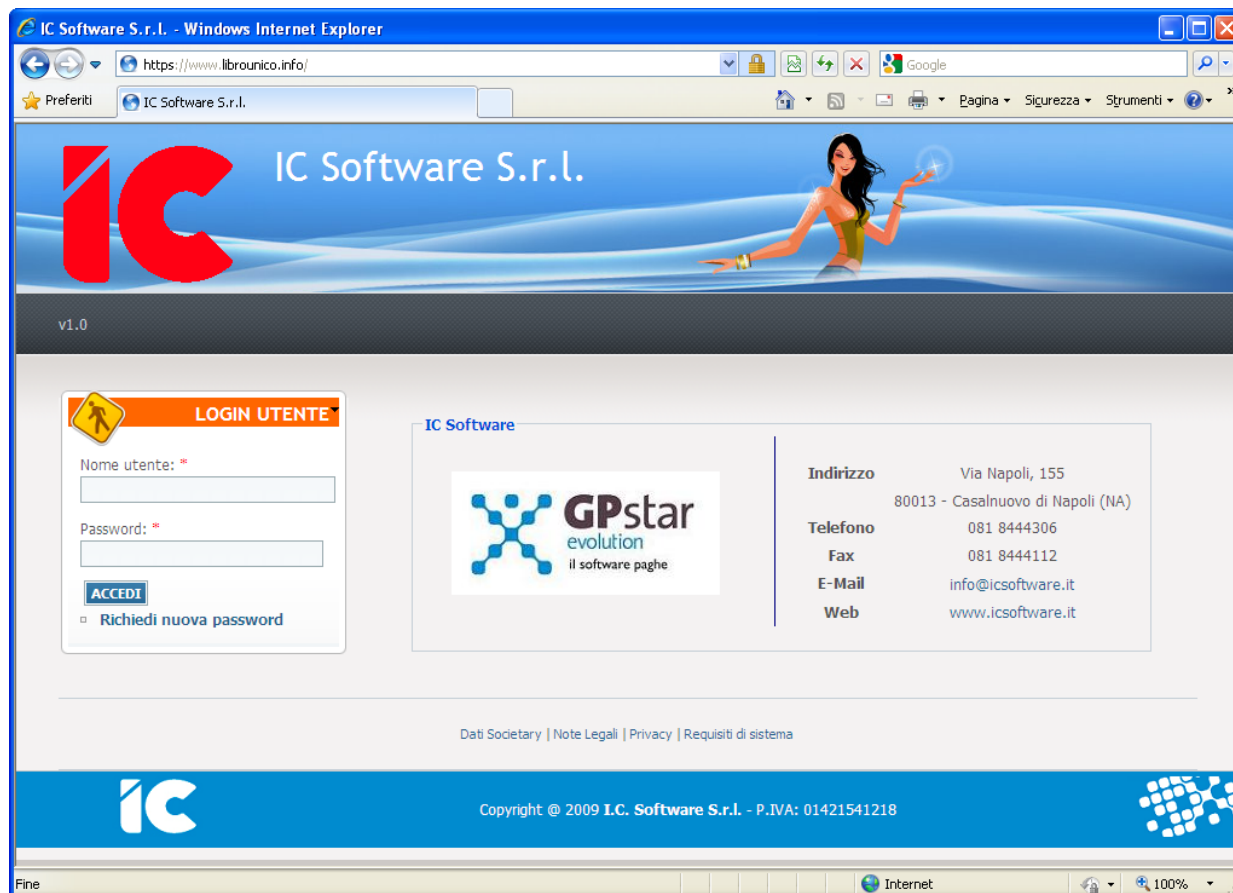 IC Software S.r.l. - Windows Internet Explorer
https://www.librounico.info/
Google
Preferiti
IC Software S.r.l.
Pagina
Sicurezza
Strumenti
IC Software S.r.l.
v1.0
LOGIN UTENTE
Nome utente: *
Password: *
ACCEDI
Richiedi nuova password
IC Software
GPstar
evolution
il software paghe
Indirizzo Via Napoli, 155
80013 - Casalnuovo di Napoli (NA)
Telefono 081 8444306
Fax 081 8444112
E-Mail info@icsoftware.it
Web www.icsoftware.it
Dati Societary | Note Legali | Privacy | Requisiti di sistema
ic
Copyright @ 2009 I.C. Software S.r.l. - P.IVA: 01421541218
Fine
Internet
100%